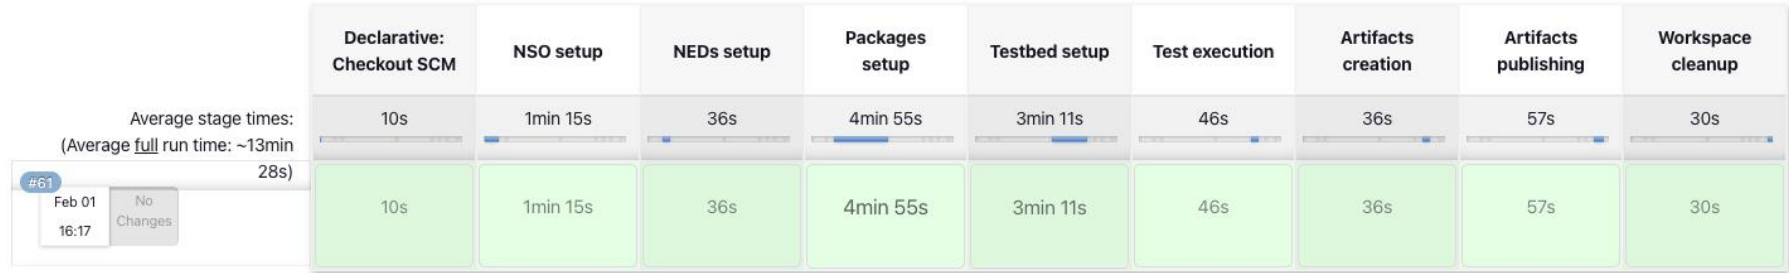 Declarative:
Checkout SCM
NSO setup
NEDs setup
Packages
setup
Testbed setup
Test execution
Artifacts
creation
Artifacts
publishing
Workspace
cleanup
Average stage times:
(Average full run time: ~13min
28s)
10s
1min 15s
36s
4min 55s
3min 11s
46s
36s
57s
30s
#61
Feb 01
16:17
No
Changes
10s
1min 15s
36s
4min 55s
3min 11s
46s
36s
57s
30s